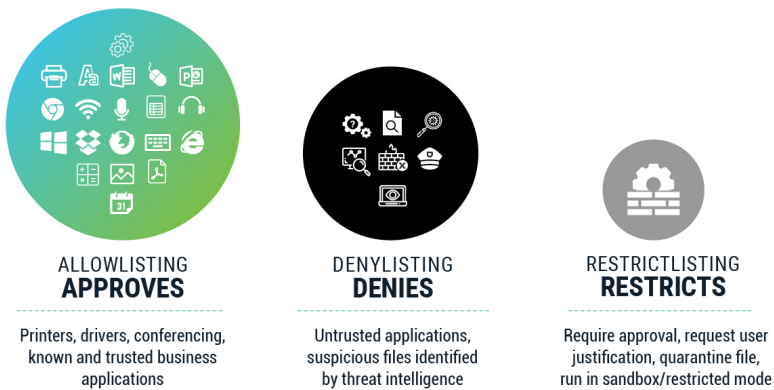 ALLOWLISTING
APPROVES
Printers, drivers, conferencing,
known and trusted business
applications
DENYLISTING
DENIES
Untrusted applications,
suspicious files identified
by threat intelligence
RESTRICTLISTING
RESTRICTS
Require approval, request user
justification, quarantine file,
run in sandbox/restricted mode
31